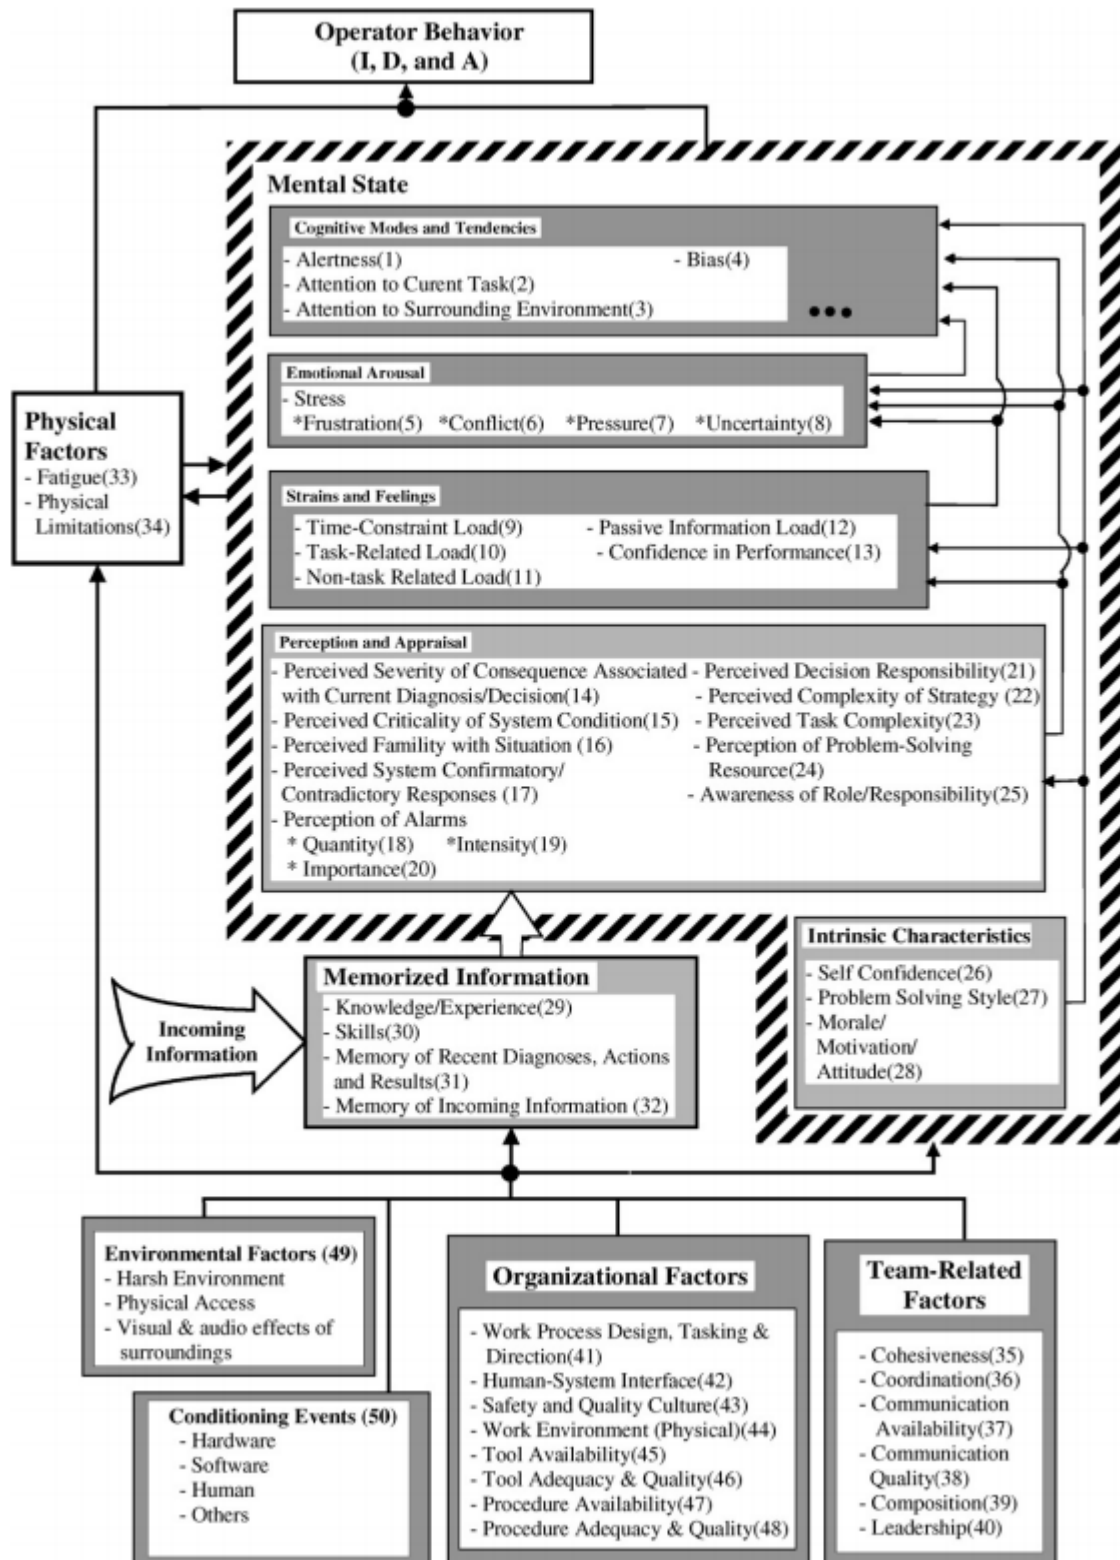 Operator Behavior
(I, D, and A)
Mental State
Cognitive Modes and Tendencies
- Alertness(1)
- Bias(4)
- Attention to Curent Task(2)
- Attention to Surrounding Environment(3)
Emotional Arousal
- Stress
*Frustration(5) *Conflict(6) *Pressure(7) *Uncertainty(8)
Physical
Factors
- Fatigue(33)
- Physical
Limitations(34)
Strains and Feelings
- Time-Constraint Load(9)
- Task-Related Load(10)
- Non-task Related Load(11)
- Passive Information Load(12)
- Confidence in Performance(13)
Perception and Appraisal
- Perceived Severity of Consequence Associated
with Current Diagnosis/Decision(14)
- Perceived Criticality of System Condition(15)
- Perceived Family with Situation (16)
- Perceived System Confirmatory/
Contradictory Responses (17)
- Perception of Alarms
* Quantity(18) *Intensity(19)
* Importance(20)
- Perceived Decision Responsibility(21)
- Perceived Complexity of Strategy (22)
- Perceived Task Complexity(23)
- Perception of Problem-Solving
Resource(24)
- Awareness of Role/Responsibility(25)
Intrinsic Characteristics
- Self Confidence(26)
- Problem Solving Style(27)
- Morale/
Motivation/
Attitude(28)
Incoming
Information
Memorized Information
- Knowledge/Experience(29)
- Skills(30)
- Memory of Recent Diagnoses, Actions
and Results(31)
- Memory of Incoming Information (32)
Environmental Factors (49)
- Harsh Environment
- Physical Access
- Visual & audio effects of
surroundings
Conditioning Events (50)
- Hardware
- Software
- Human
- Others
Organizational Factors
- Work Process Design, Tasking &
Direction(41)
- Human-System Interface(42)
- Safety and Quality Culture(43)
- Work Environment (Physical)(44)
- Tool Availability(45)
- Tool Adequacy & Quality(46)
- Procedure Availability(47)
- Procedure Adequacy & Quality(48)
Team-Related
Factors
- Cohesiveness(35)
- Coordination(36)
- Communication
Availability(37)
- Communication
Quality(38)
- Composition(39)
- Leadership(40)